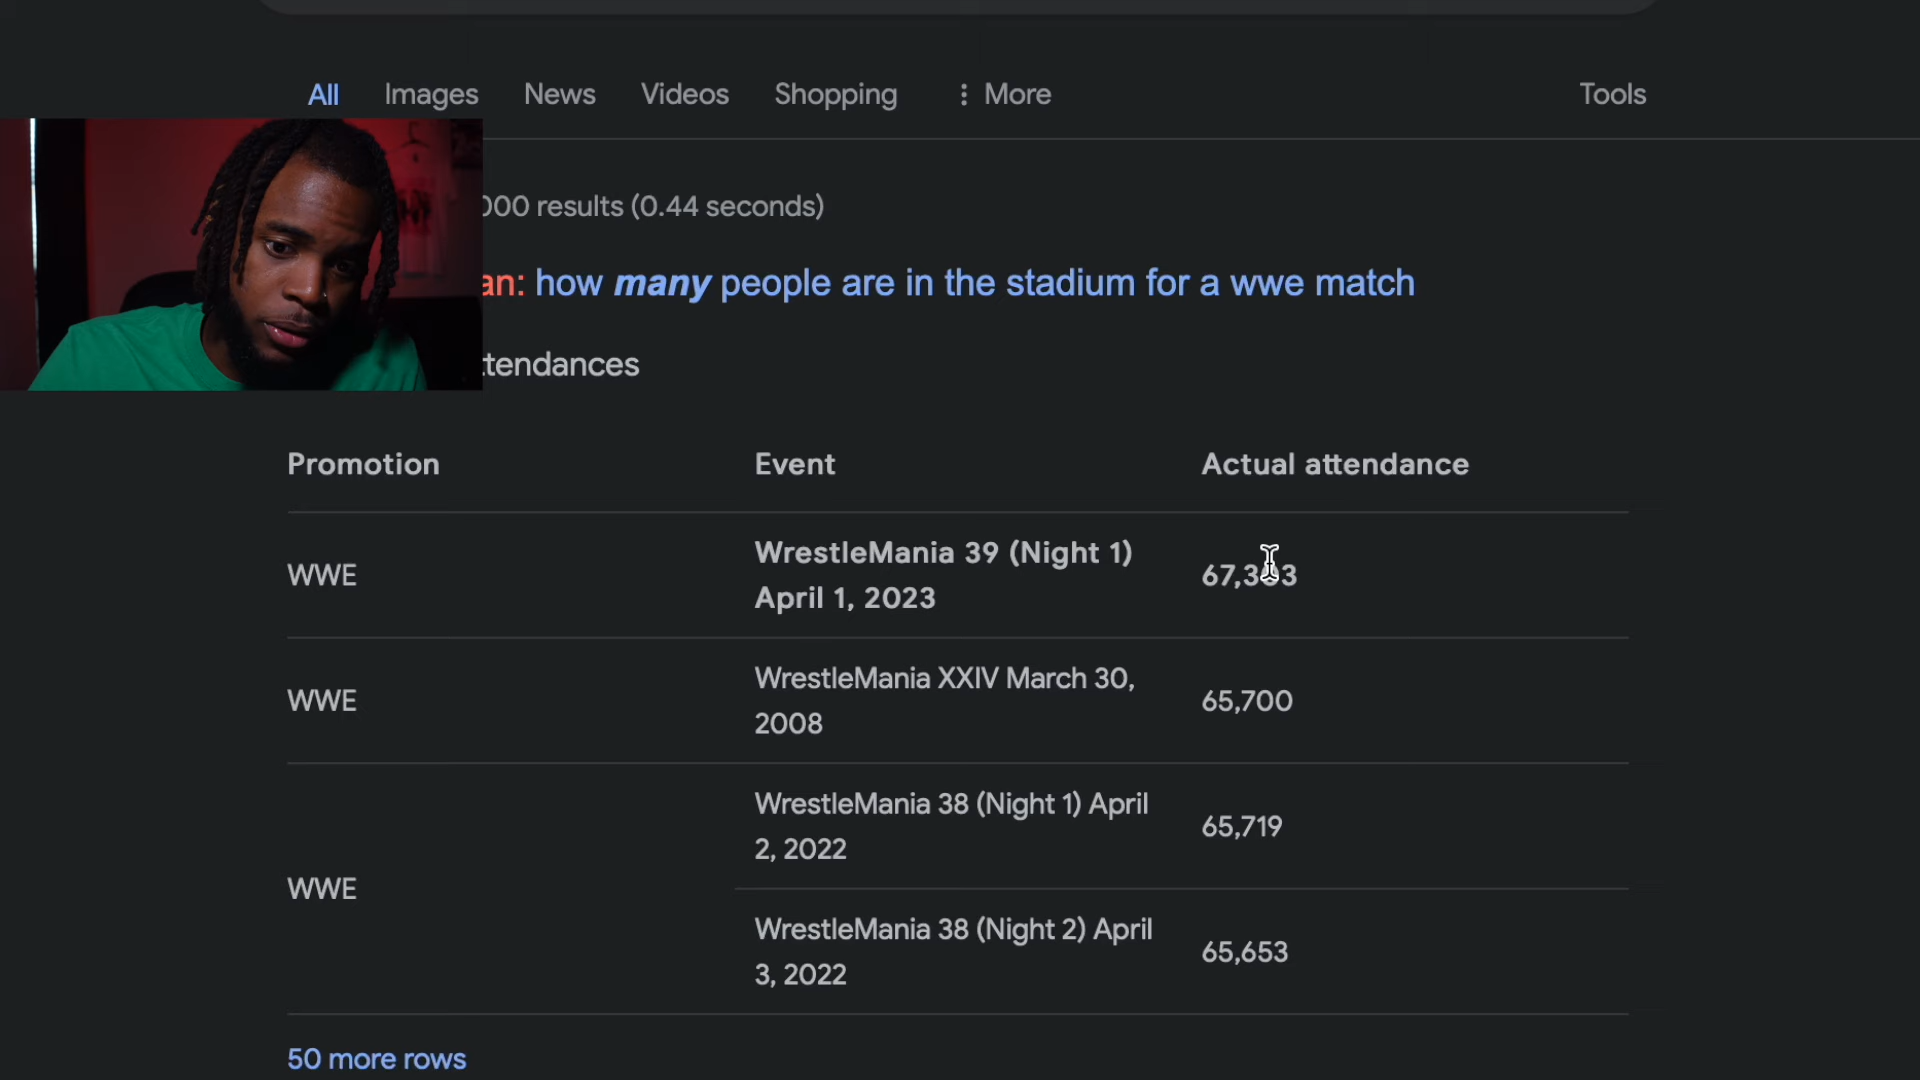 All Images News Videos Shopping More Tools
000 results (0.44 seconds)
an: how many people are in the stadium for a wwe match
ttendances
Promotion Event Actual attendance
WWE
WrestleMania 39 (Night 1)
April 1, 2023
WWE
WrestleMania XXIV March 30,
2008
65,700
WWE
WrestleMania 38 (Night 1) April
2, 2022
65,719
WrestleMania 38 (Night 2) April
3, 2022
65,653
50 more rows